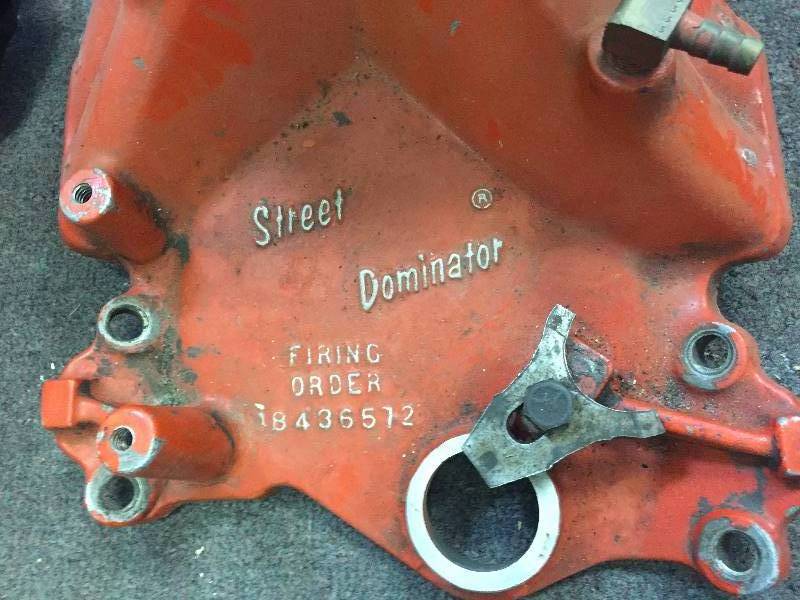 Street ®
Dominator
FIRING
ORDER
18436572